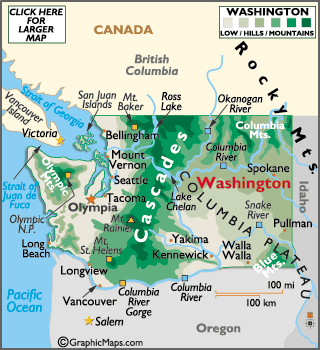 CLICK HERE
FOR
LARGER
MAP
CANADA
WASHINGTON
LOW / HILLS / MOUNTAINS
British
Columbia
Rocky Mts.
Strait of Georgia
Vancouver
Island
San Juan
Islands
Mt.
Baker
Ross
Lake
Okanogan
River
Victoria
Bellingham
Columbia
Mts.
Columbia
River
Strait of
Juan de
Fuca
Olympic
Mts.
Mount
Vernon
Seattle
Cascades
Spokane
Idaho
Washington
Olympic
N.P.
Olympia
Tacoma
Lake
Chelan
COLUMBIA PLATEAU
Snake
River
Mt.
Rainier
Pullman
Long
Beach
Mt.
St. Helens
Yakima
Walla
Walla
Kennewick
Blue
Mts.
Longview
Pacific
Ocean
Vancouver
Columbia
River
Gorge
Columbia
River
100 mi
100 km
Salem
Oregon
©GraphicMaps.com